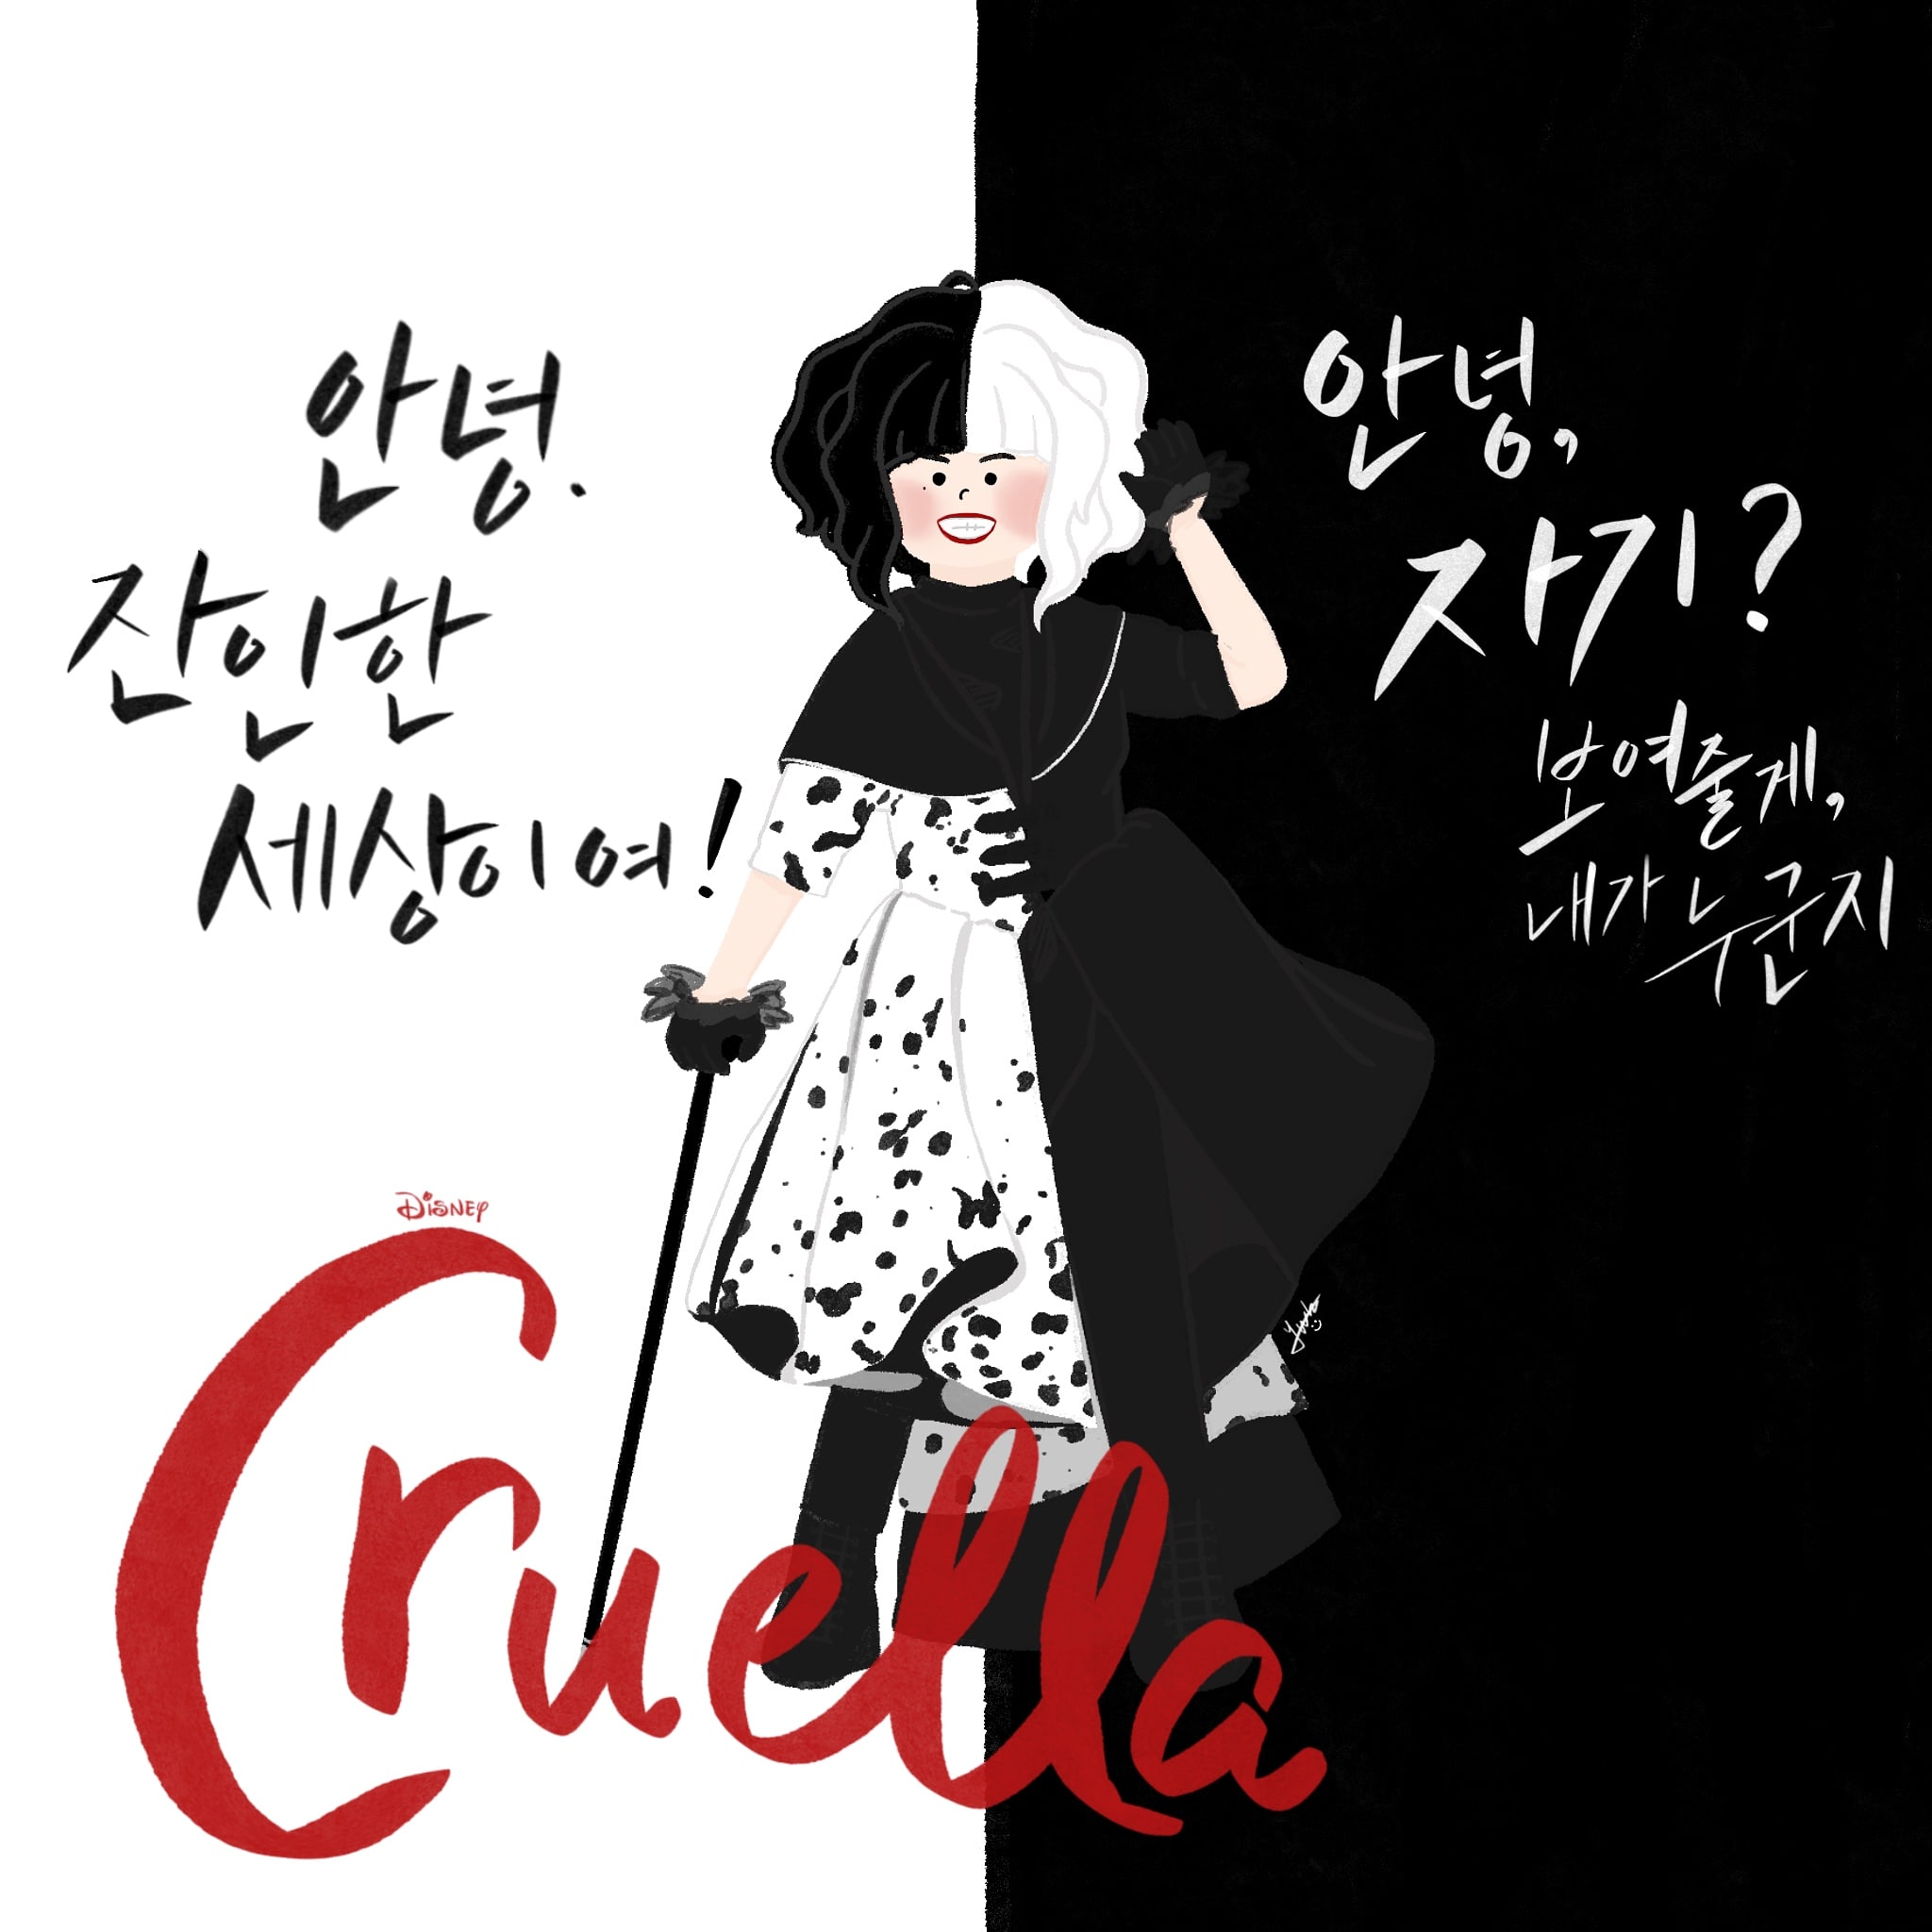 안녕.
잔인한
세상이여!
안녕,
자기?
보여줄게,
내가 누군지
DISNEY
Cruella